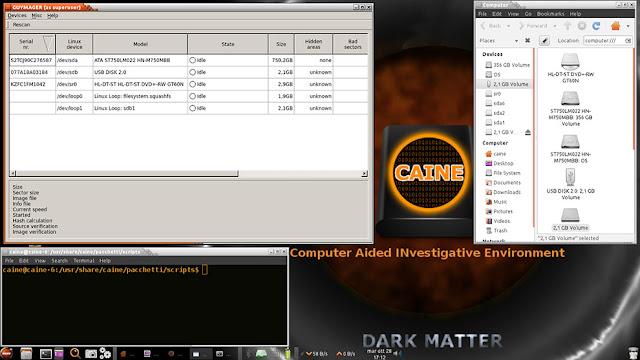 GUYMAGER [as superuser]
Devices Misc Help
Rescan
Serial nr. Linux device Model State Size Hidden areas Bad sectors
S2TCJ90C276587 /dev/sda ATA ST750LM022 HN-M750MBB Idle 750,2GB none
077A18A031B4 /dev/sdb USB DISK 2.0 Idle 2,1GB unknown
KZFC1FM1042 /dev/sr0 HL-DT-ST HL-DT-ST DVD+-RW GT60N Idle 2,9GB unknown
/dev/loop0 Linux Loop: filesystem.squashfs Idle 1,9GB unknown
/dev/loop1 Linux Loop: sdb1 Idle 2,1GB unknown
Size
Sector size
Image file
Info file
Current speed
Started
Hash calculation
Source verification
Image verification
Computer
File Edit View Go Bookmarks Help
Back Location: computer:///
Devices
356 GB Volume
OS
2,1 GB Volume
sr0
sda6
sda2
sda1
2,1 GB V...
Computer
caine
Desktop
File System
Documents
Downloads
Music
Pictures
Videos
Trash
Network
HL-DT-ST DVD+-RW GT60N
ST750LM022 HN-M750MBB: 356 GB Volume
ST750LM022 HN-M750MBB: OS
USB DISK 2.0: 2,1 GB Volume
2,1 GB Volume
"2,1 GB Volume" selected
CAINE
Computer Aided INvestigative Environment
DARK MATTER
caine@caine-6: /usr/share/caine/pacchetti/scripts
File Edit View Search Terminal Help
caine@caine-6:/usr/share/caine/pacchetti/scripts$
58 B/s 0 B/s
mar ott 28
17:12